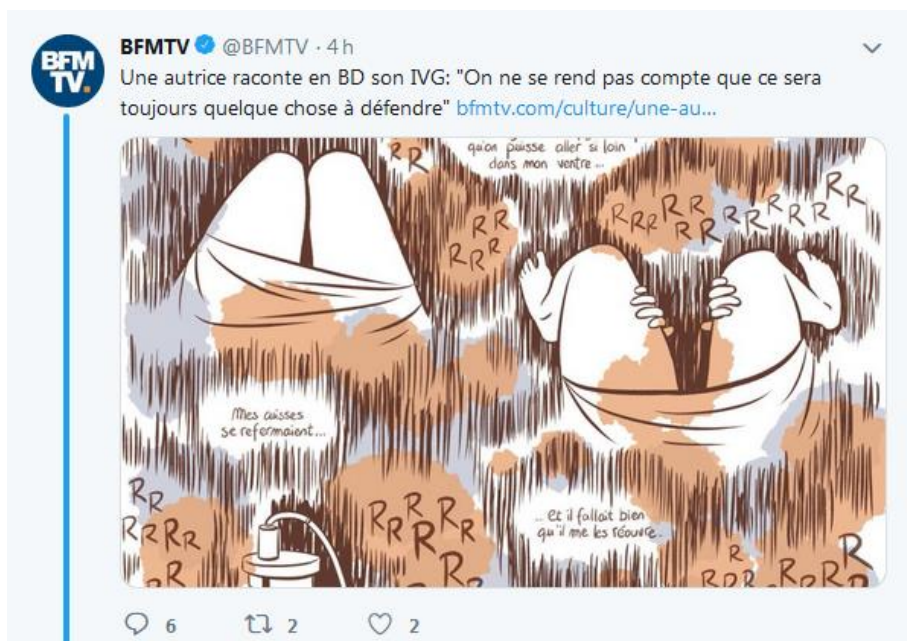 BFM
TV.
BFMTV @BFMTV · 4 h
Une autrice raconte en BD son IVG: "On ne se rend pas compte que ce sera
toujours quelque chose à défendre" bfmtv.com/culture/une-au...
qu'on puisse aller si loin
dans mon ventre...
R R
R R
R R R
R R R R R R R R R R R R R
Mes cuisses
se refermaient...
R R
R R R R
R
R R R R R
R
R
... Et il fallait bien
qu'il me les réouvre.
R R
R R R R R R
6 2 2